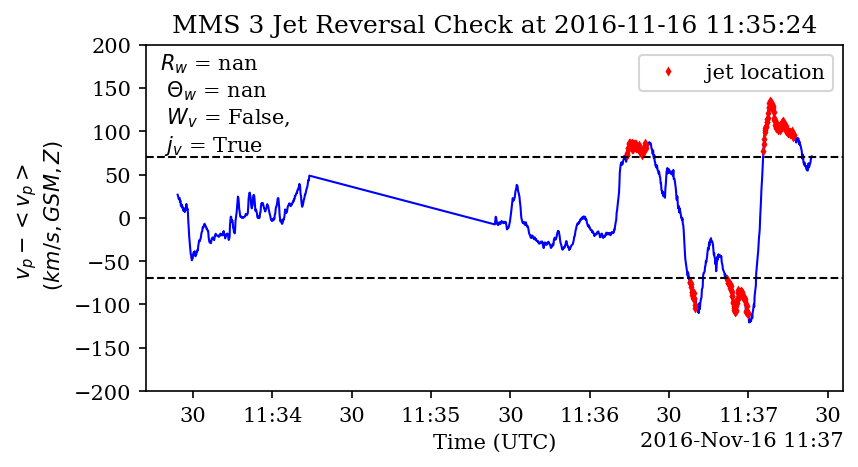 MMS 3 Jet Reversal Check at 2016-11-16 11:35:24
200
150
100
50
0
−50
−100
−150
−200
v_p − <v_p>
(km/s, GSM, Z)
R_w = nan
Θ_w = nan
W_v = False,
j_v = True
jet location
30
11:34
30
11:35
30
11:36
30
11:37
30
Time (UTC)
2016-Nov-16 11:37